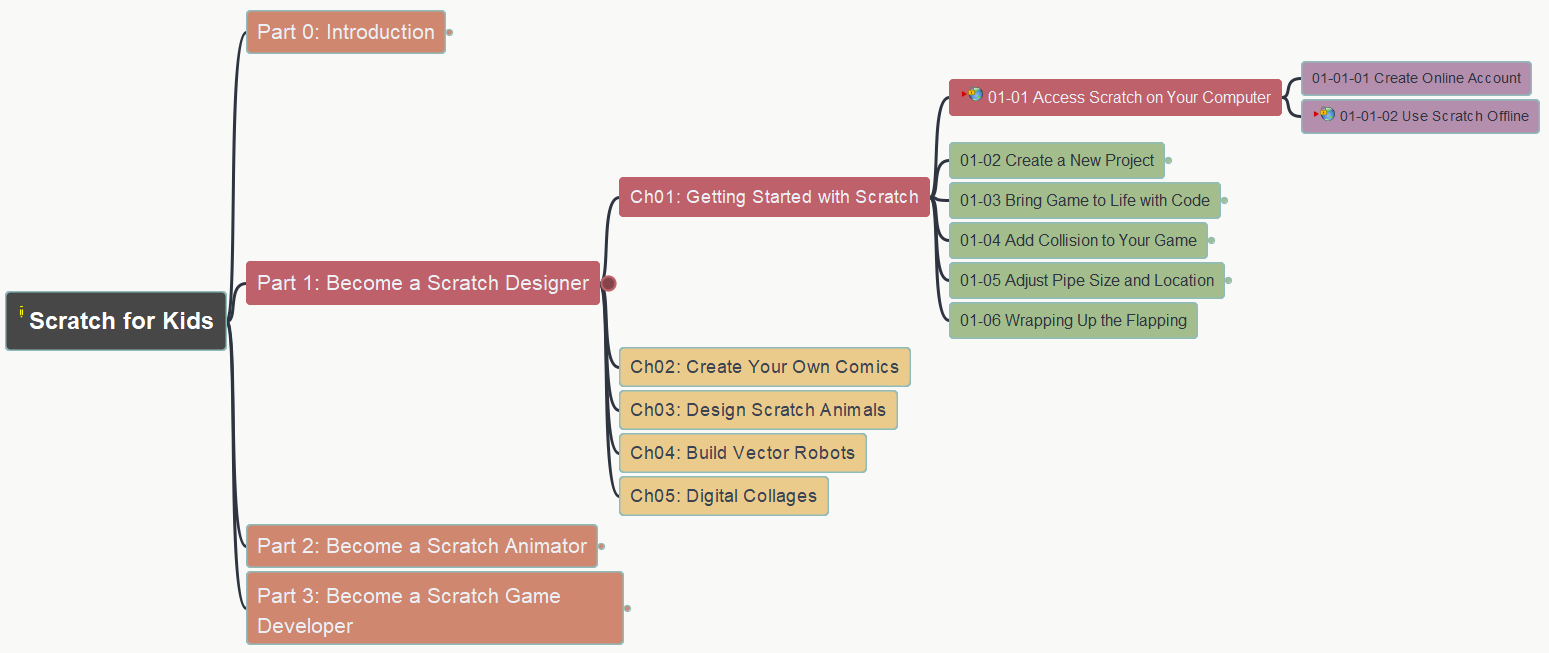 Scratch for Kids
Part 0: Introduction
Part 1: Become a Scratch Designer
Ch01: Getting Started with Scratch
01-01 Access Scratch on Your Computer
01-01-01 Create Online Account
01-01-02 Use Scratch Offline
01-02 Create a New Project
01-03 Bring Game to Life with Code
01-04 Add Collision to Your Game
01-05 Adjust Pipe Size and Location
01-06 Wrapping Up the Flapping
Ch02: Create Your Own Comics
Ch03: Design Scratch Animals
Ch04: Build Vector Robots
Ch05: Digital Collages
Part 2: Become a Scratch Animator
Part 3: Become a Scratch Game
Developer